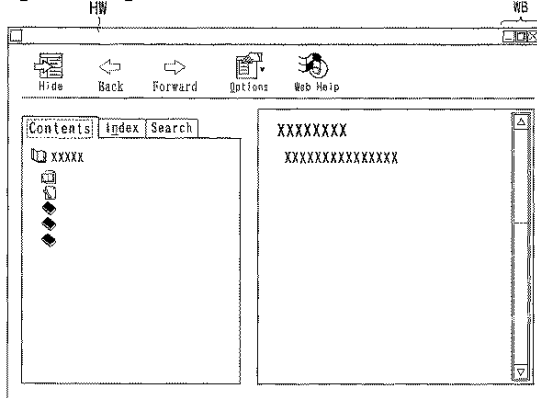 HW
WB
Hide Back Forward Options Web Help
Contents Index Search
XXXXXXXX
XXXXX
XXXXXXXXXXXXXXX